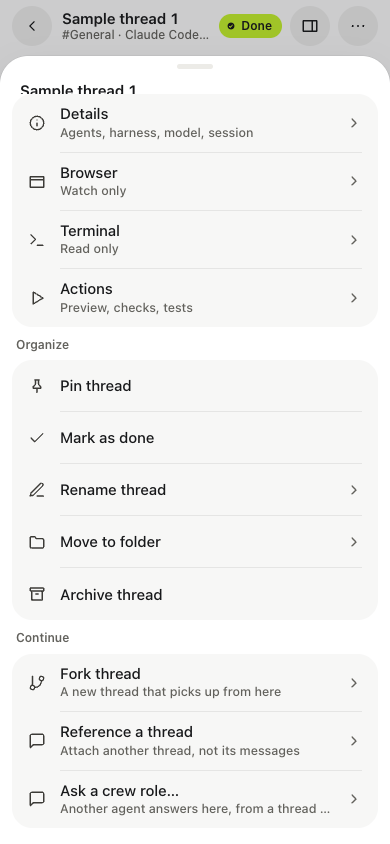 Sample thread 1
#General · Claude Code...
Done
Sample thread 1
Details
Agents, harness, model, session
Browser
Watch only
Terminal
Read only
Actions
Preview, checks, tests
Organize
Pin thread
Mark as done
Rename thread
Move to folder
Archive thread
Continue
Fork thread
A new thread that picks up from here
Reference a thread
Attach another thread, not its messages
Ask a crew role...
Another agent answers here, from a thread ...